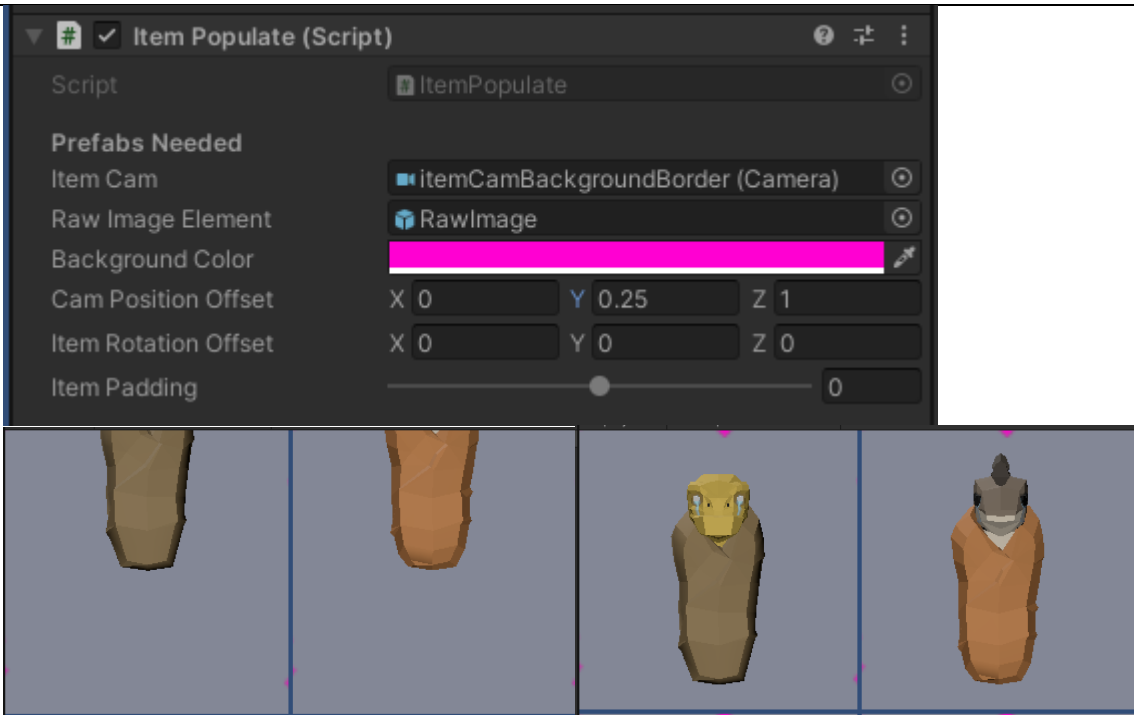 Item Populate (Script)
Script ItemPopulate
Prefabs Needed
Item Cam itemCamBackgroundBorder (Camera)
Raw Image Element RawImage
Background Color
Cam Position Offset X 0 Y 0.25 Z 1
Item Rotation Offset X 0 Y 0 Z 0
Item Padding 0